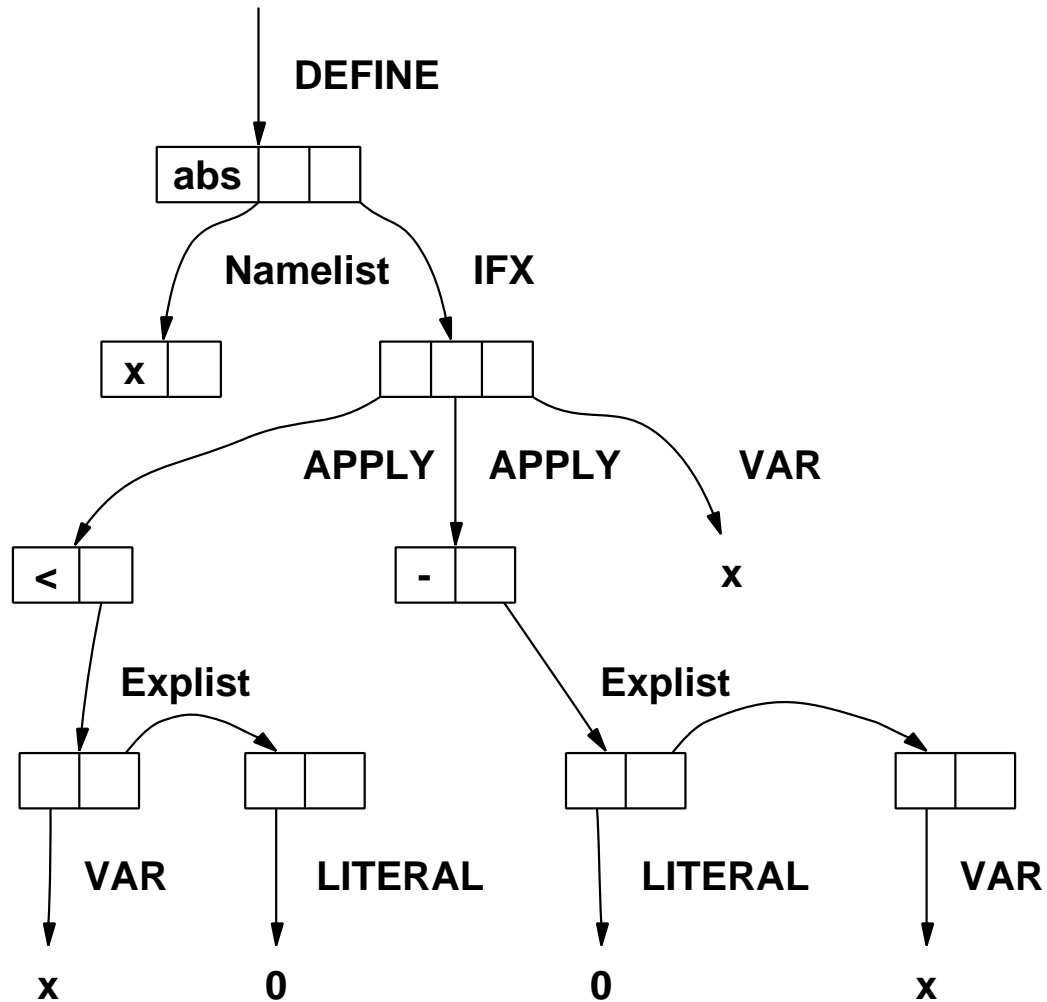 DEFINE
abs
Namelist IFX
x
APPLY APPLY VAR
< - x
Explist Explist
VAR LITERAL LITERAL VAR
x 0 0 x